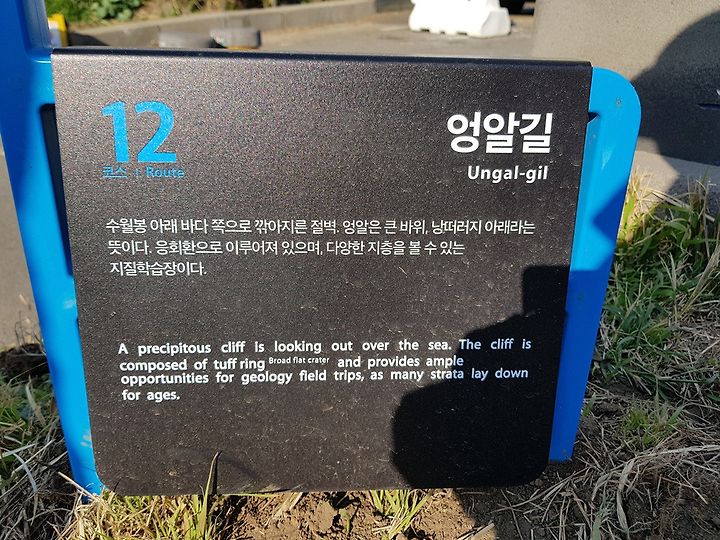 12
코스 + Route
엉알길
Ungal-gil
수월봉 아래 바다 쪽으로 깎아지른 절벽. 엉알은 큰 바위, 낭떠러지 아래라는
뜻이다. 응회환으로 이루어져 있으며, 다양한 지층을 볼 수 있는
지질학습장이다.
A precipitous cliff is looking out over the sea. The cliff is
composed of tuff ring Broad flat crater and provides ample
opportunities for geology field trips, as many strata lay down
for ages.